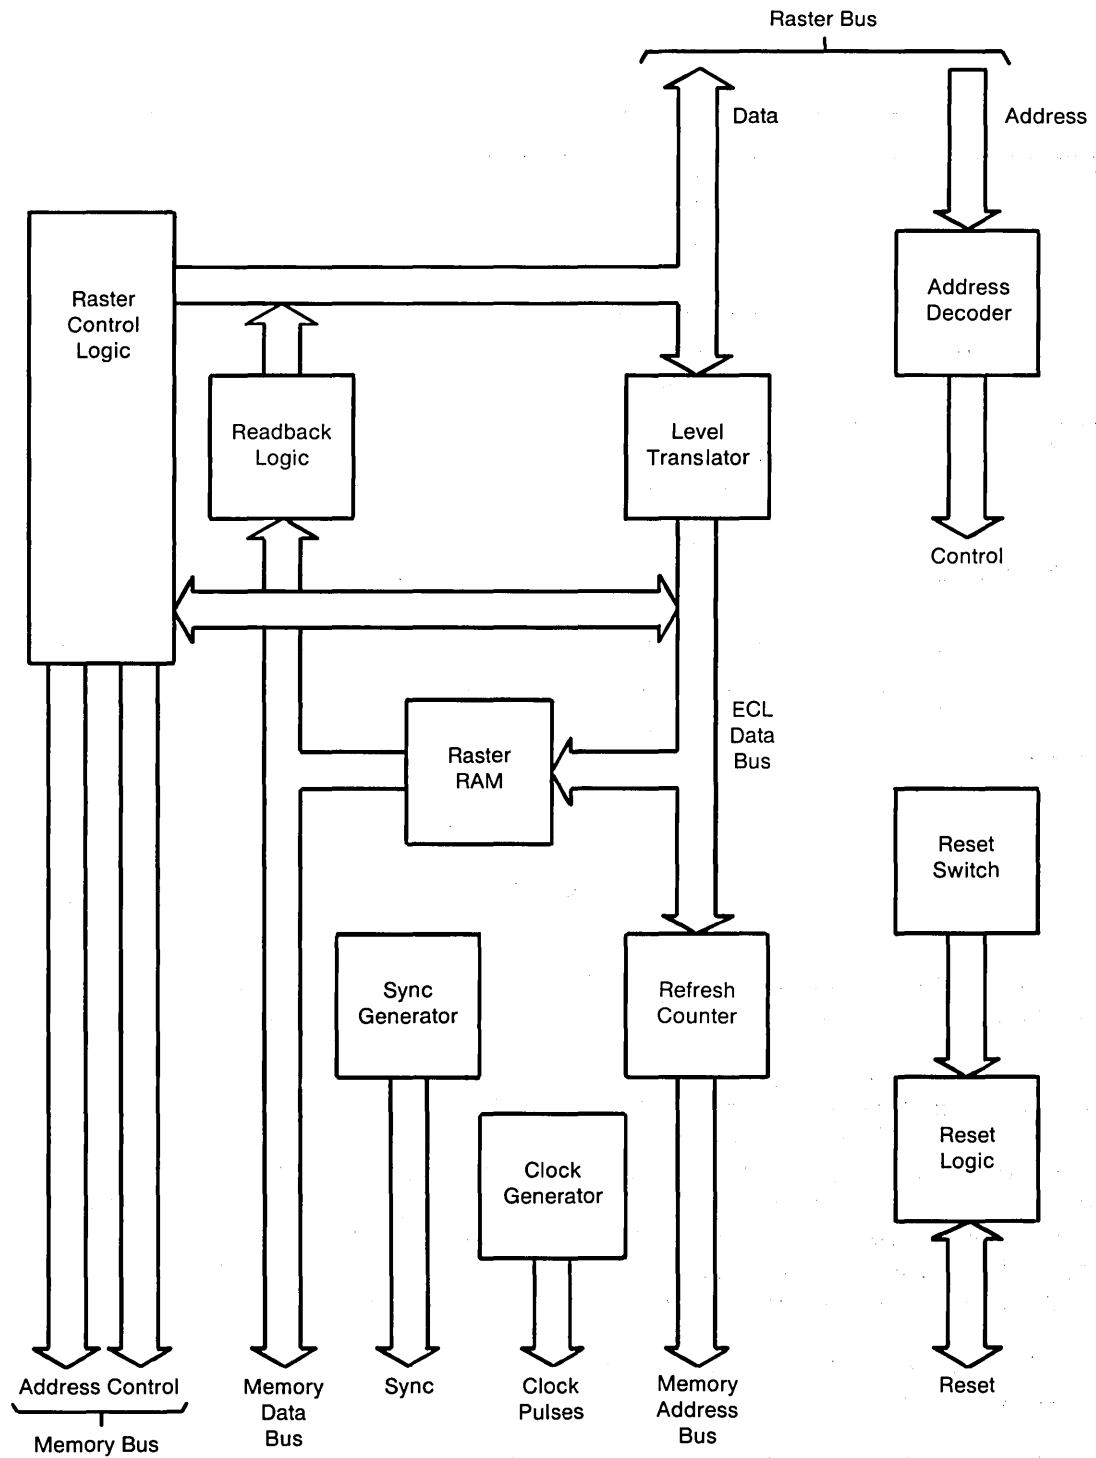 Raster Bus
Data
Address
Raster
Control
Logic
Address
Decoder
Readback
Logic
Level
Translator
Control
ECL
Data
Bus
Raster
RAM
Reset
Switch
Sync
Generator
Refresh
Counter
Reset
Logic
Clock
Generator
Address Control
Memory Bus
Memory
Data
Bus
Sync
Clock
Pulses
Memory
Address
Bus
Reset